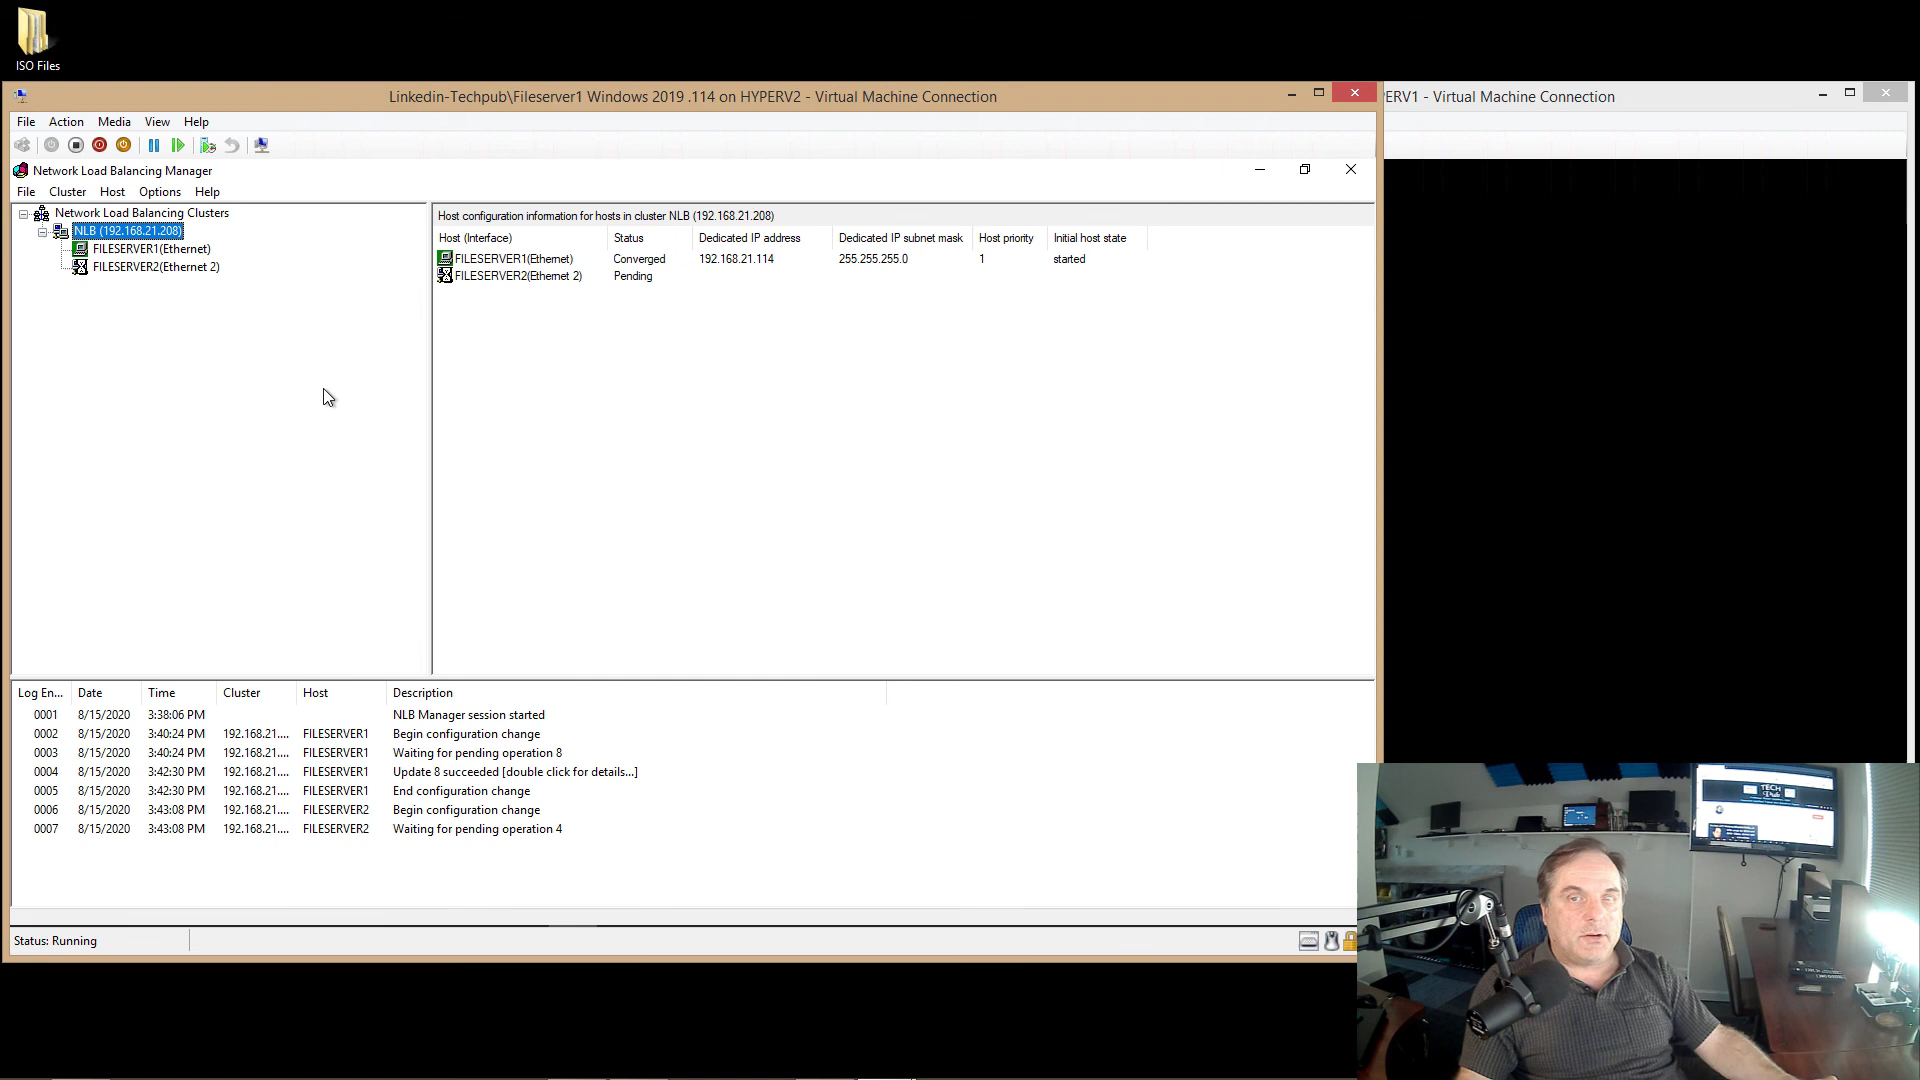 ISO Files
Linkedin-Techpub\Fileserver1 Windows 2019 .114 on HYPERV2 - Virtual Machine Connection
ERV1 - Virtual Machine Connection
File Action Media View Help
Network Load Balancing Manager
File Cluster Host Options Help
Network Load Balancing Clusters
NLB (192.168.21.208)
FILESERVER1(Ethernet)
FILESERVER2(Ethernet 2)
Host configuration information for hosts in cluster NLB (192.168.21.208)
Host (Interface) Status Dedicated IP address Dedicated IP subnet mask Host priority Initial host state
FILESERVER1(Ethernet) Converged 192.168.21.114 255.255.255.0 1 started
FILESERVER2(Ethernet 2) Pending
Log En... Date Time Cluster Host Description
0001 8/15/2020 3:38:06 PM NLB Manager session started
0002 8/15/2020 3:40:24 PM 192.168.21.... FILESERVER1 Begin configuration change
0003 8/15/2020 3:40:24 PM 192.168.21.... FILESERVER1 Waiting for pending operation 8
0004 8/15/2020 3:42:30 PM 192.168.21.... FILESERVER1 Update 8 succeeded [double click for details...]
0005 8/15/2020 3:42:30 PM 192.168.21.... FILESERVER1 End configuration change
0006 8/15/2020 3:43:08 PM 192.168.21.... FILESERVER2 Begin configuration change
0007 8/15/2020 3:43:08 PM 192.168.21.... FILESERVER2 Waiting for pending operation 4
Status: Running
TECH
Pub